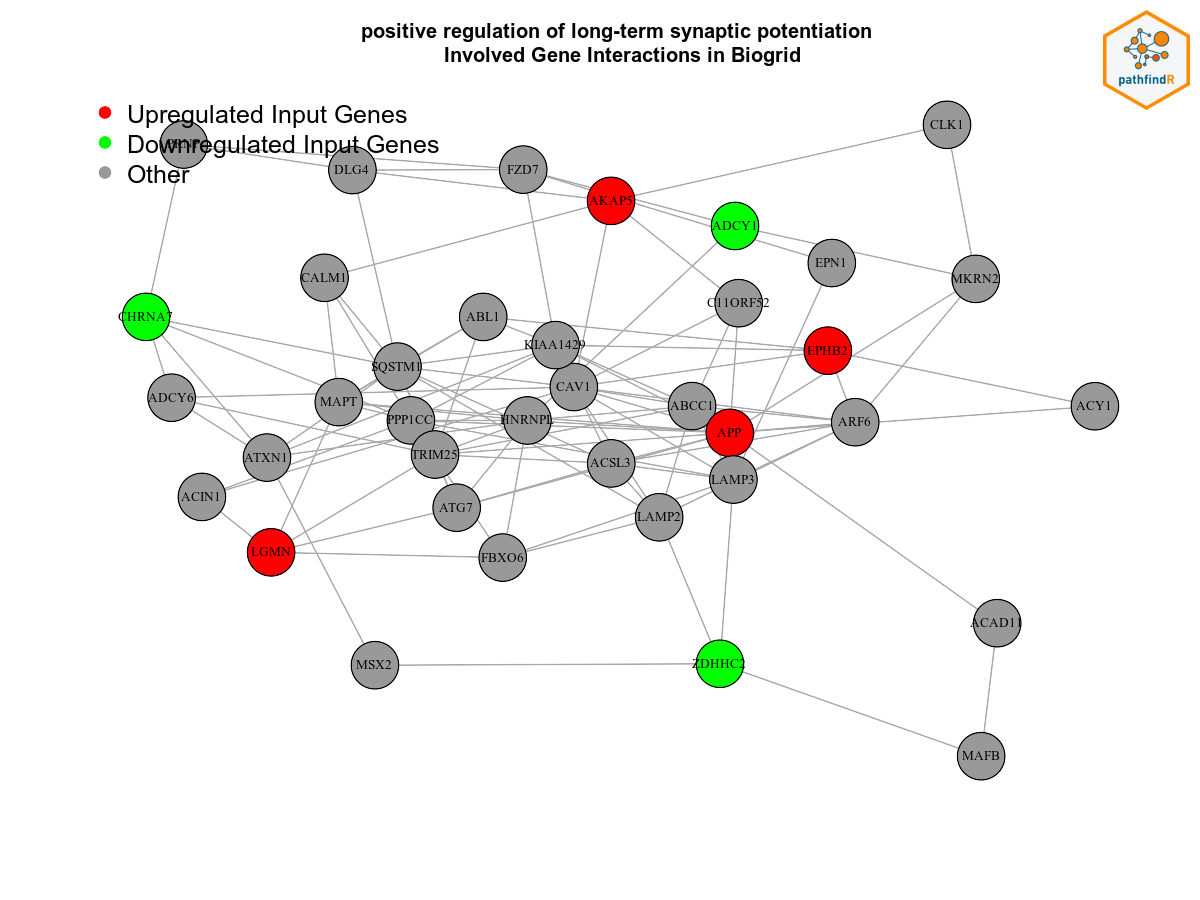 positive regulation of long-term synaptic potentiation
Involved Gene Interactions in Biogrid
pathfindR
Upregulated Input Genes
Downregulated Input Genes
Other
CLK1
DLG4
FZD7
AKAP5
ADCY1
EPN1
MKRN2
CALM1
C11ORF52
CHRNA7
ABL1
KIAA1429
EPHB2
SQSTM1
CAV1
ADCY6
MAPT
ABCC1
ACY1
PPP1CC
HNRNPL
ARF6
APP
TRIM25
ATXN1
ACSL3
LAMP3
ACIN1
ATG7
LAMP2
LGMN
FBXO6
ACAD11
MSX2
ZDHHC2
MAFB